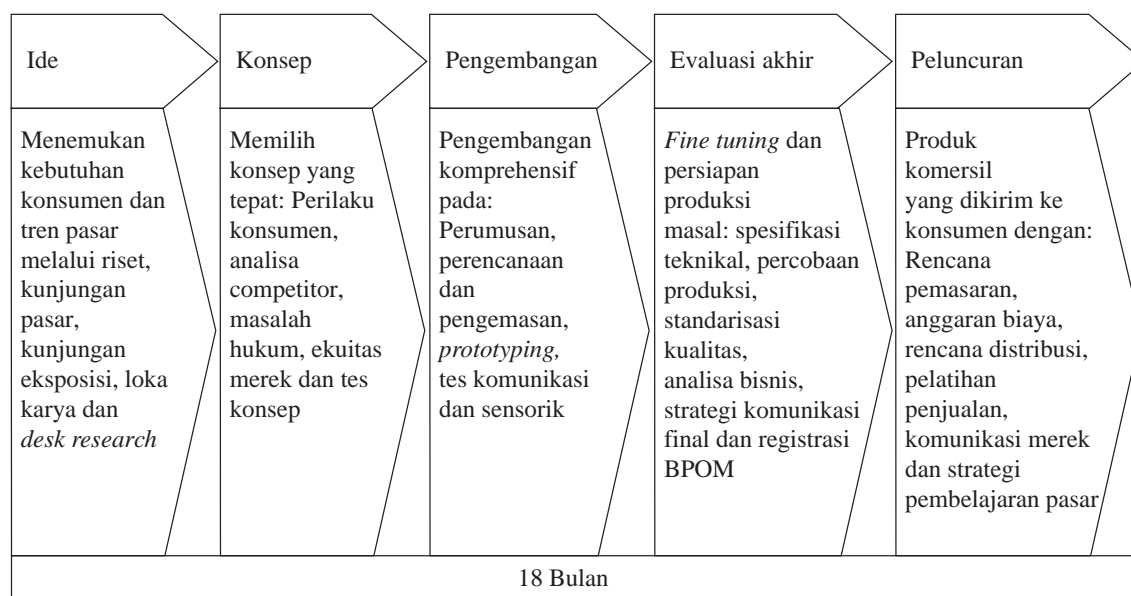 Ide
Konsep
Pengembangan
Evaluasi akhir
Peluncuran
Menemukan
kebutuhan
konsumen dan
tren pasar
melalui riset,
kunjungan
pasar,
kunjungan
eksposisi, loka
karya dan
desk research
Memilih
konsep yang
tepat: Perilaku
konsumen,
analisa
competitor,
masalah
hukum, ekuitas
merek dan tes
konsep
Pengembangan
komprehensif
pada:
Perumusan,
perencanaan
dan
pengemasan,
prototyping,
tes komunikasi
dan sensorik
Fine tuning dan
persiapan
produksi
masal: spesifikasi
teknikal, percobaan
produksi,
standarisasi
kualitas,
analisa bisnis,
strategi komunikasi
final dan registrasi
BPOM
Produk
komersil
yang dikirim ke
konsumen dengan:
Rencana
pemasaran,
anggaran biaya,
rencana distribusi,
pelatihan
penjualan,
komunikasi merek
dan strategi
pembelajaran pasar
18 Bulan